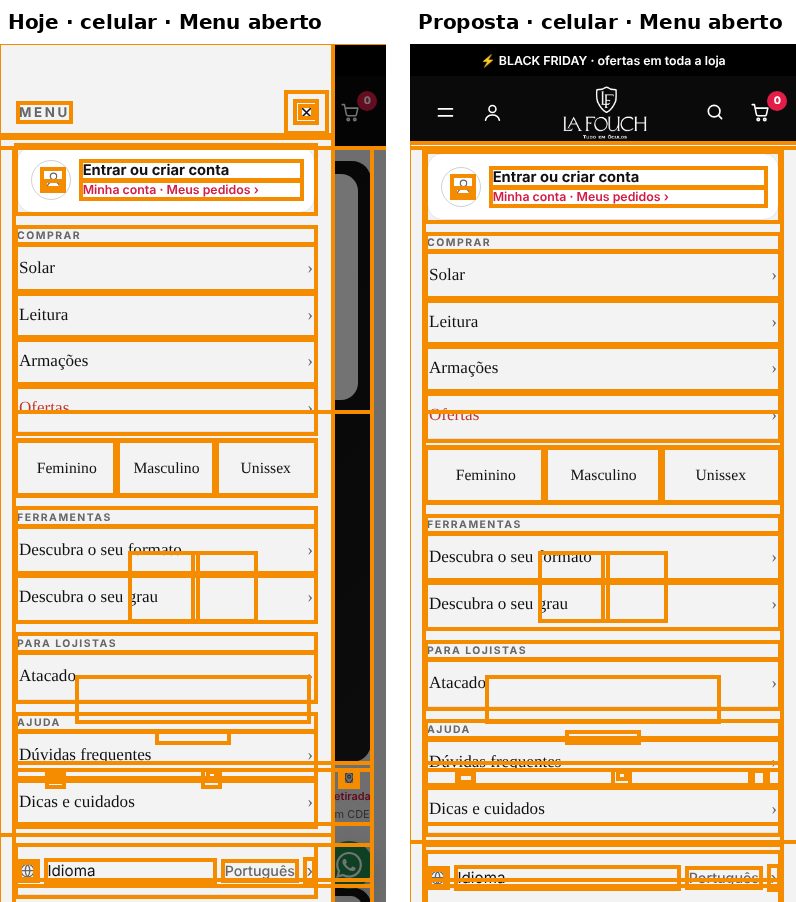 Hoje · celular · Menu aberto
MENU
0
Entrar ou criar conta
Minha conta · Meus pedidos ›
COMPRAR
Solar ›
Leitura ›
Armações ›
Ofertas ›
Feminino Masculino Unissex
FERRAMENTAS
Descubra o seu formato ›
Descubra o seu grau ›
PARA LOJISTAS
Atacado ›
AJUDA
Dúvidas frequentes ›
Dicas e cuidados ›
etirada
m CDE
Idioma Português ›
Proposta · celular · Menu aberto
⚡ BLACK FRIDAY · ofertas em toda a loja
LA FOUCH
TUDO EM ÓCULOS
0
Entrar ou criar conta
Minha conta · Meus pedidos ›
COMPRAR
Solar ›
Leitura ›
Armações ›
Ofertas ›
Feminino Masculino Unissex
FERRAMENTAS
Descubra o seu formato ›
Descubra o seu grau ›
PARA LOJISTAS
Atacado ›
AJUDA
Dúvidas frequentes ›
Dicas e cuidados ›
Idioma Português ›